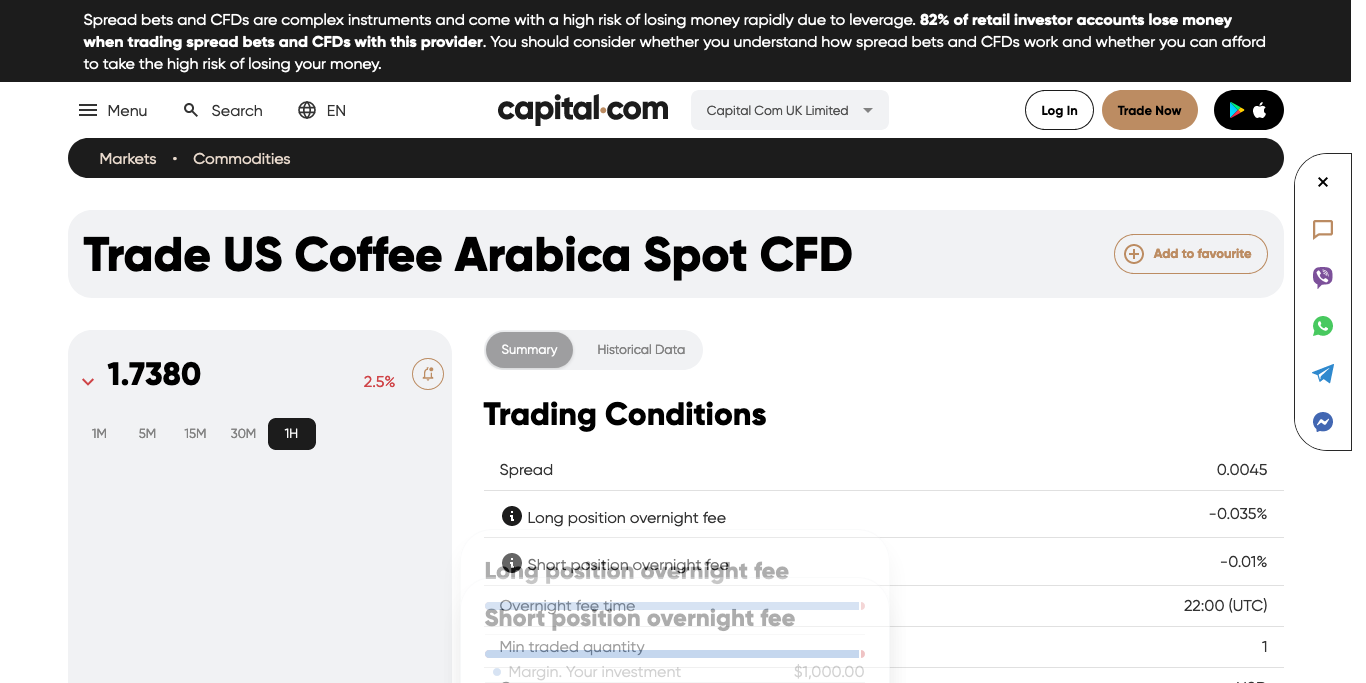 Spread bets and CFDs are complex instruments and come with a high risk of losing money rapidly due to leverage. 82% of retail investor accounts lose money
when trading spread bets and CFDs with this provider. You should consider whether you understand how spread bets and CFDs work and whether you can afford
to take the high risk of losing your money.
Menu Search EN capital.com Capital Com UK Limited Log In Trade Now
Markets • Commodities
Trade US Coffee Arabica Spot CFD Add to favourite
1.7380 2.5%
1M 5M 15M 30M 1H
Summary Historical Data
Trading Conditions
Spread 0.0045
Long position overnight fee -0.035%
Short position overnight fee -0.01%
Long position overnight fee
Overnight fee time 22:00 (UTC)
Short position overnight fee
Min traded quantity 1
Margin. Your investment $1,000.00